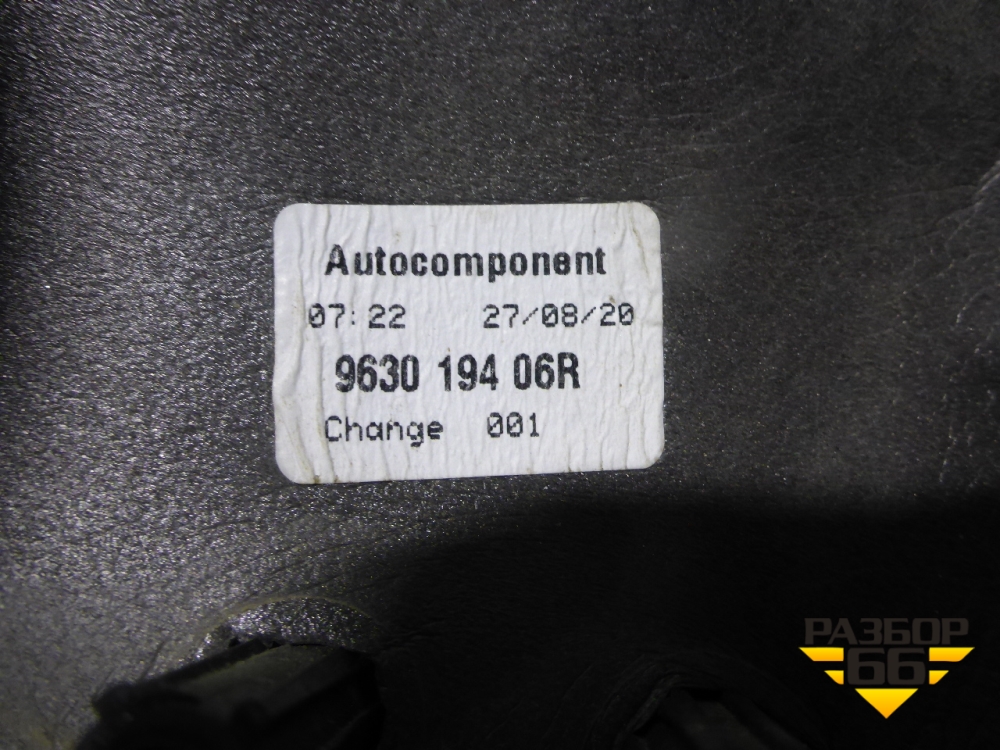 Autocomponent
07:22 27/08/20
9630 194 06R
Change 001
РАЗБОР
66